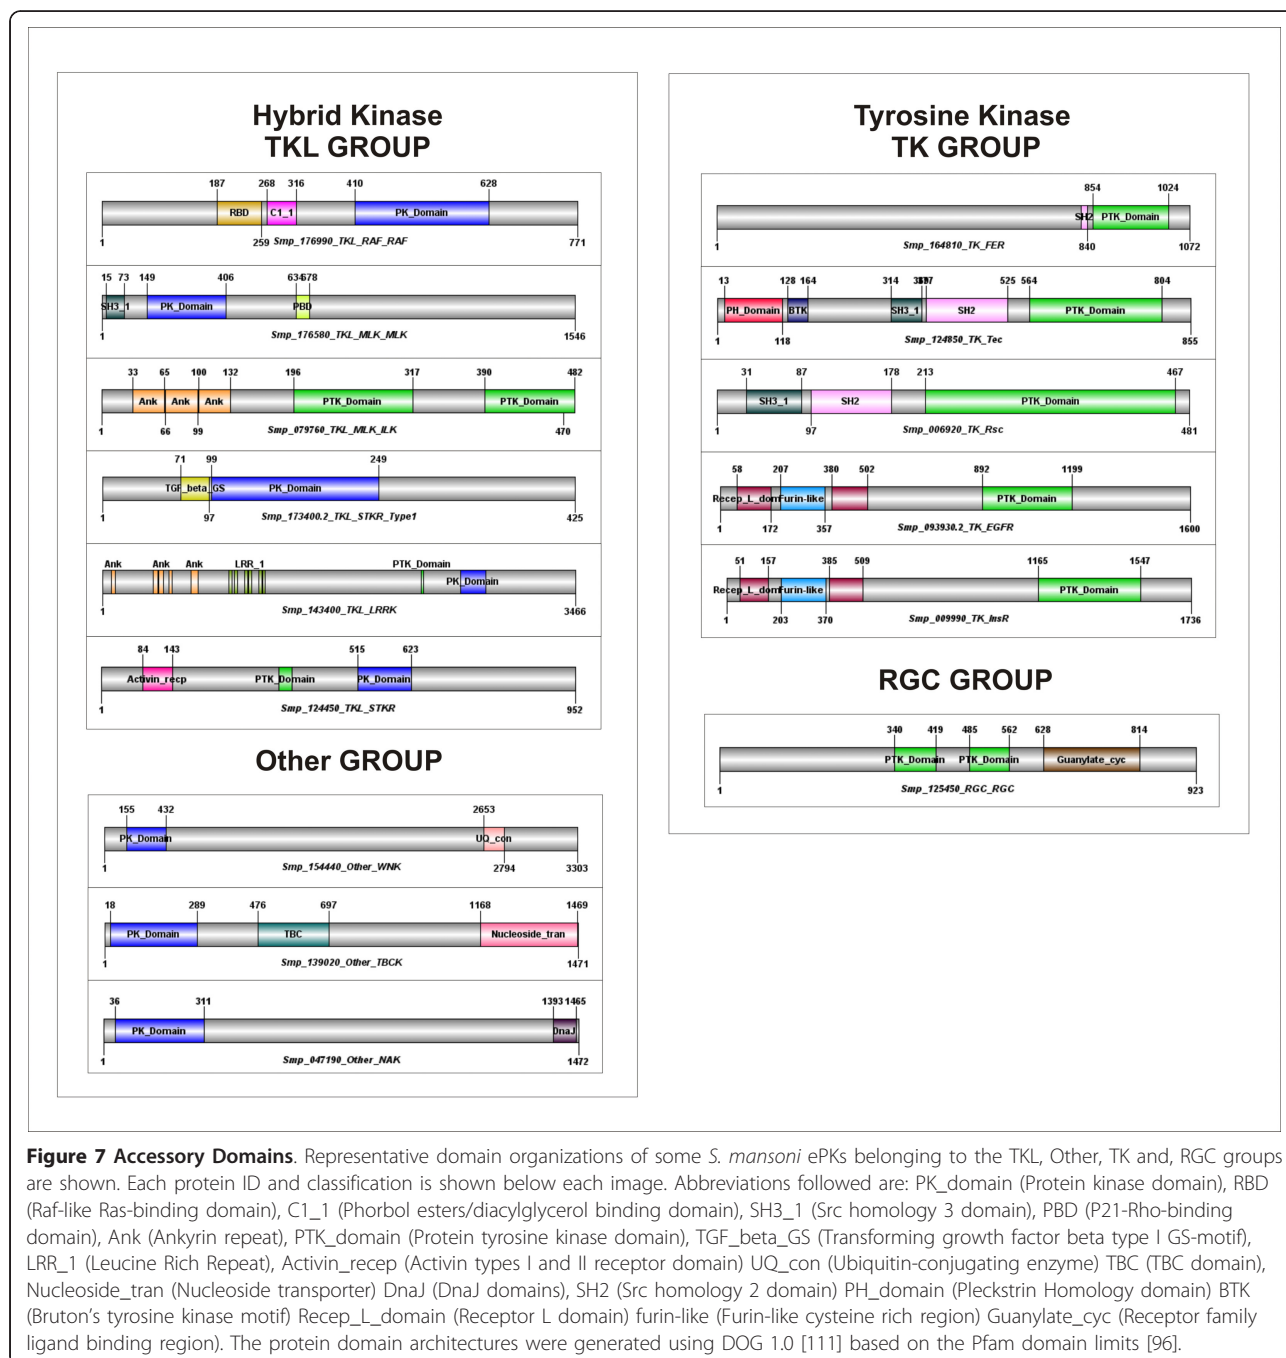 Hybrid Kinase
TKL GROUP
187 268 316 410 628
RBD C1_1 PK_Domain
1 259 Smp_176990_TKL_RAF_RAF 771
15 73 149 406 634 678
SH3_1 PK_Domain PBD
1 Smp_176580_TKL_MLK_MLK 1546
33 65 100 132 196 317 390 482
Ank Ank Ank PTK_Domain PTK_Domain
1 66 99 Smp_079760_TKL_MLK_ILK 470
71 99 249
TGF_beta_GS PK_Domain
1 97 Smp_173400.2_TKL_STKR_Type1 425
Ank Ank Ank LRR_1 PTK_Domain
PK_Domain
1 Smp_143400_TKL_LRRK 3466
84 143 515 623
Activin_recp PTK_Domain PK_Domain
1 Smp_124450_TKL_STKR 952
Other GROUP
155 432 2653
PK_Domain UQ_con
1 Smp_154440_Other_WNK 2794 3303
18 289 476 697 1168 1469
PK_Domain TBC Nucleoside_tran
1 Smp_139020_Other_TBCK 1471
36 311 1393 1465
PK_Domain DnaJ
1 Smp_047190_Other_NAK 1472
Tyrosine Kinase
TK GROUP
854 1024
SH2 PTK_Domain
1 Smp_164810_TK_FER 840 1072
13 128 164 314 525 564 804
PH_Domain BTK SH3_1 SH2 PTK_Domain
1 118 Smp_124850_TK_Tec 855
31 87 178 213 467
SH3_1 SH2 PTK_Domain
1 97 Smp_006920_TK_Rsc 481
58 207 380 502 892 1199
Recep_L_dom Furin-like PTK_Domain
1 172 357 Smp_093930.2_TK_EGFR 1600
51 157 385 509 1165 1547
Recep_L_dom Furin-like PTK_Domain
1 203 370 Smp_009990_TK_InsR 1736
RGC GROUP
340 419 485 562 628 814
PTK_Domain PTK_Domain Guanylate_cyc
1 Smp_125450_RGC_RGC 923
Figure 7 Accessory Domains. Representative domain organizations of some S. mansoni ePKs belonging to the TKL, Other, TK and, RGC groups
are shown. Each protein ID and classification is shown below each image. Abbreviations followed are: PK_domain (Protein kinase domain), RBD
(Raf-like Ras-binding domain), C1_1 (Phorbol esters/diacylglycerol binding domain), SH3_1 (Src homology 3 domain), PBD (P21-Rho-binding
domain), Ank (Ankyrin repeat), PTK_domain (Protein tyrosine kinase domain), TGF_beta_GS (Transforming growth factor beta type I GS-motif),
LRR_1 (Leucine Rich Repeat), Activin_recep (Activin types I and II receptor domain) UQ_con (Ubiquitin-conjugating enzyme) TBC (TBC domain),
Nucleoside_tran (Nucleoside transporter) DnaJ (DnaJ domains), SH2 (Src homology 2 domain) PH_domain (Pleckstrin Homology domain) BTK
(Bruton's tyrosine kinase motif) Recep_L_domain (Receptor L domain) furin-like (Furin-like cysteine rich region) Guanylate_cyc (Receptor family
ligand binding region). The protein domain architectures were generated using DOG 1.0 [111] based on the Pfam domain limits [96].